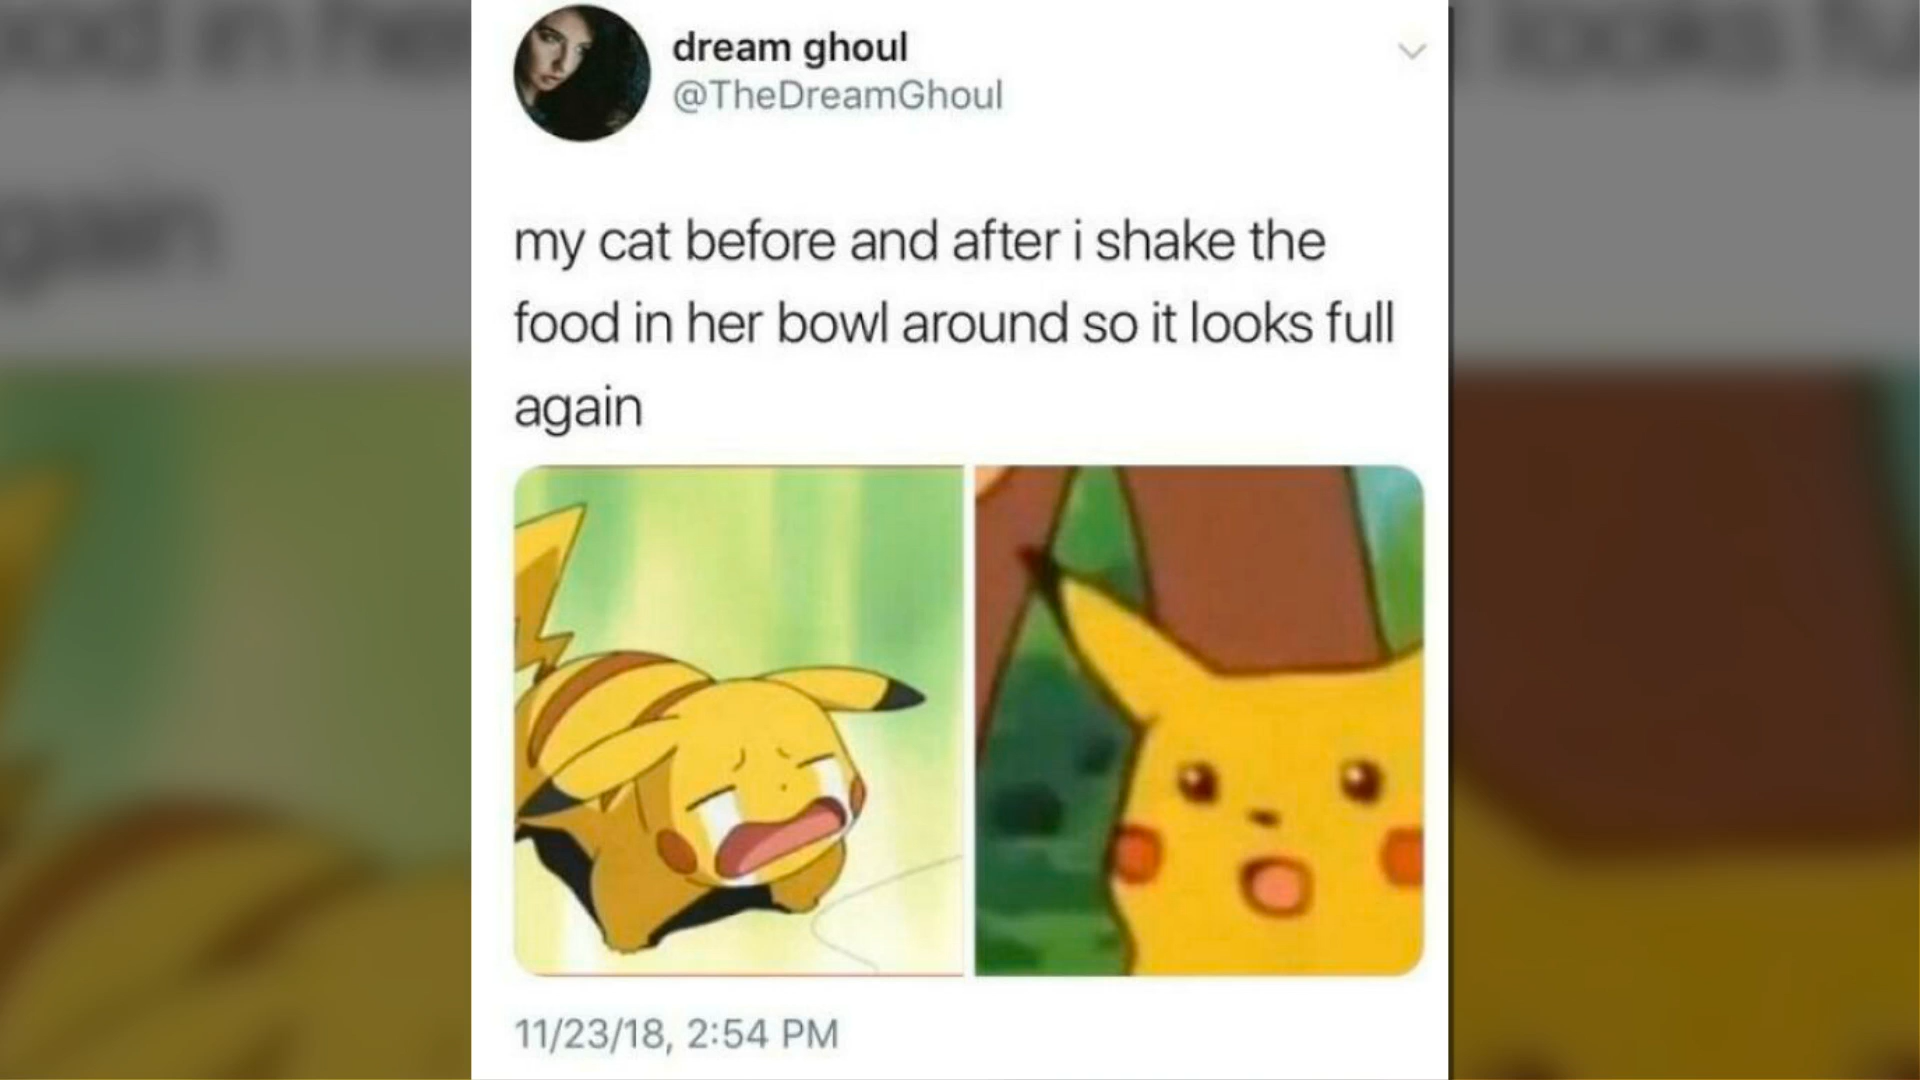 dream ghoul
@TheDreamGhoul
my cat before and after i shake the
food in her bowl around so it looks full
again
11/23/18, 2:54 PM